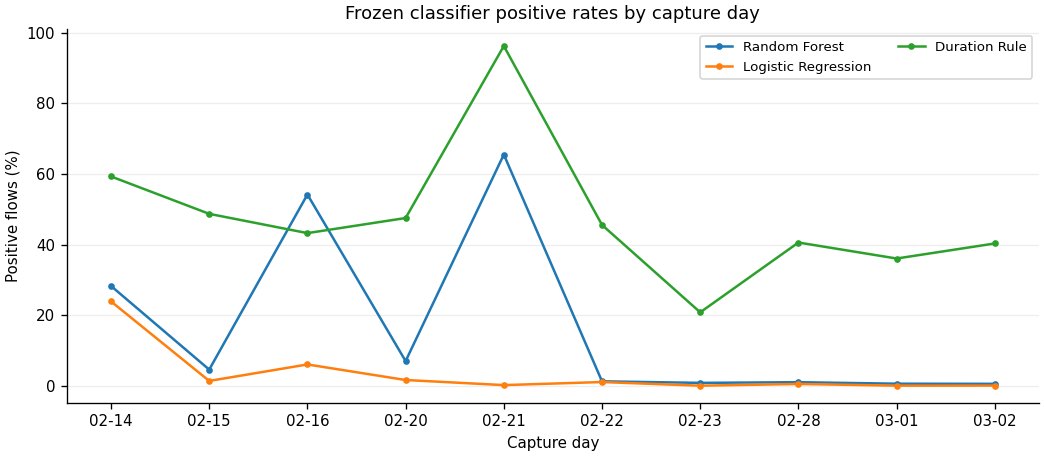 Frozen classifier positive rates by capture day
Random Forest
Logistic Regression
Duration Rule
Positive flows (%)
100
80
60
40
20
0
02-14 02-15 02-16 02-20 02-21 02-22 02-23 02-28 03-01 03-02
Capture day